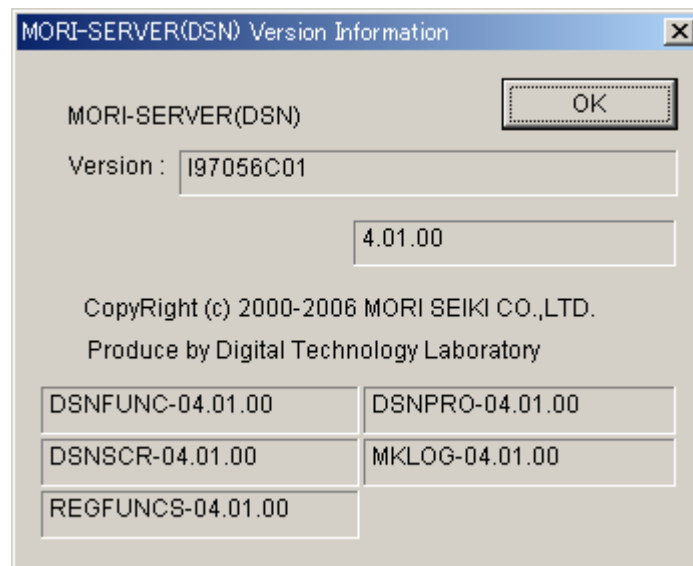 MORI-SERVER(DSN) Version Information
OK
MORI-SERVER(DSN)
Version : I97056C01
4.01.00
CopyRight (c) 2000-2006 MORI SEIKI CO.,LTD.
Produce by Digital Technology Laboratory
DSNFUNC-04.01.00 DSNPRO-04.01.00
DSNSCR-04.01.00 MKLOG-04.01.00
REGFUNCS-04.01.00